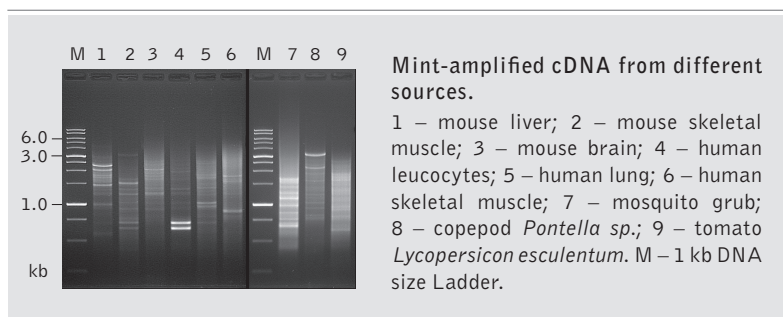 M 1 2 3 4 5 6 M 7 8 9
6.0
3.0
1.0
kb
Mint-amplified cDNA from different
sources.
1 – mouse liver; 2 – mouse skeletal
muscle; 3 – mouse brain; 4 – human
leucocytes; 5 – human lung; 6 – human
skeletal muscle; 7 – mosquito grub;
8 – copepod Pontella sp.; 9 – tomato
Lycopersicon esculentum. M – 1 kb DNA
size Ladder.